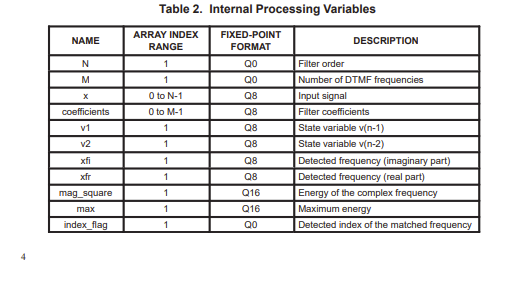 Table 2. Internal Processing Variables
NAME ARRAY INDEX RANGE FIXED-POINT FORMAT DESCRIPTION
N 1 Q0 Filter order
M 1 Q0 Number of DTMF frequencies
x 0 to N-1 Q8 Input signal
coefficients 0 to M-1 Q8 Filter coefficients
v1 1 Q8 State variable v(n-1)
v2 1 Q8 State variable v(n-2)
xfi 1 Q8 Detected frequency (imaginary part)
xfr 1 Q8 Detected frequency (real part)
mag_square 1 Q16 Energy of the complex frequency
max 1 Q16 Maximum energy
index_flag 1 Q0 Detected index of the matched frequency
4